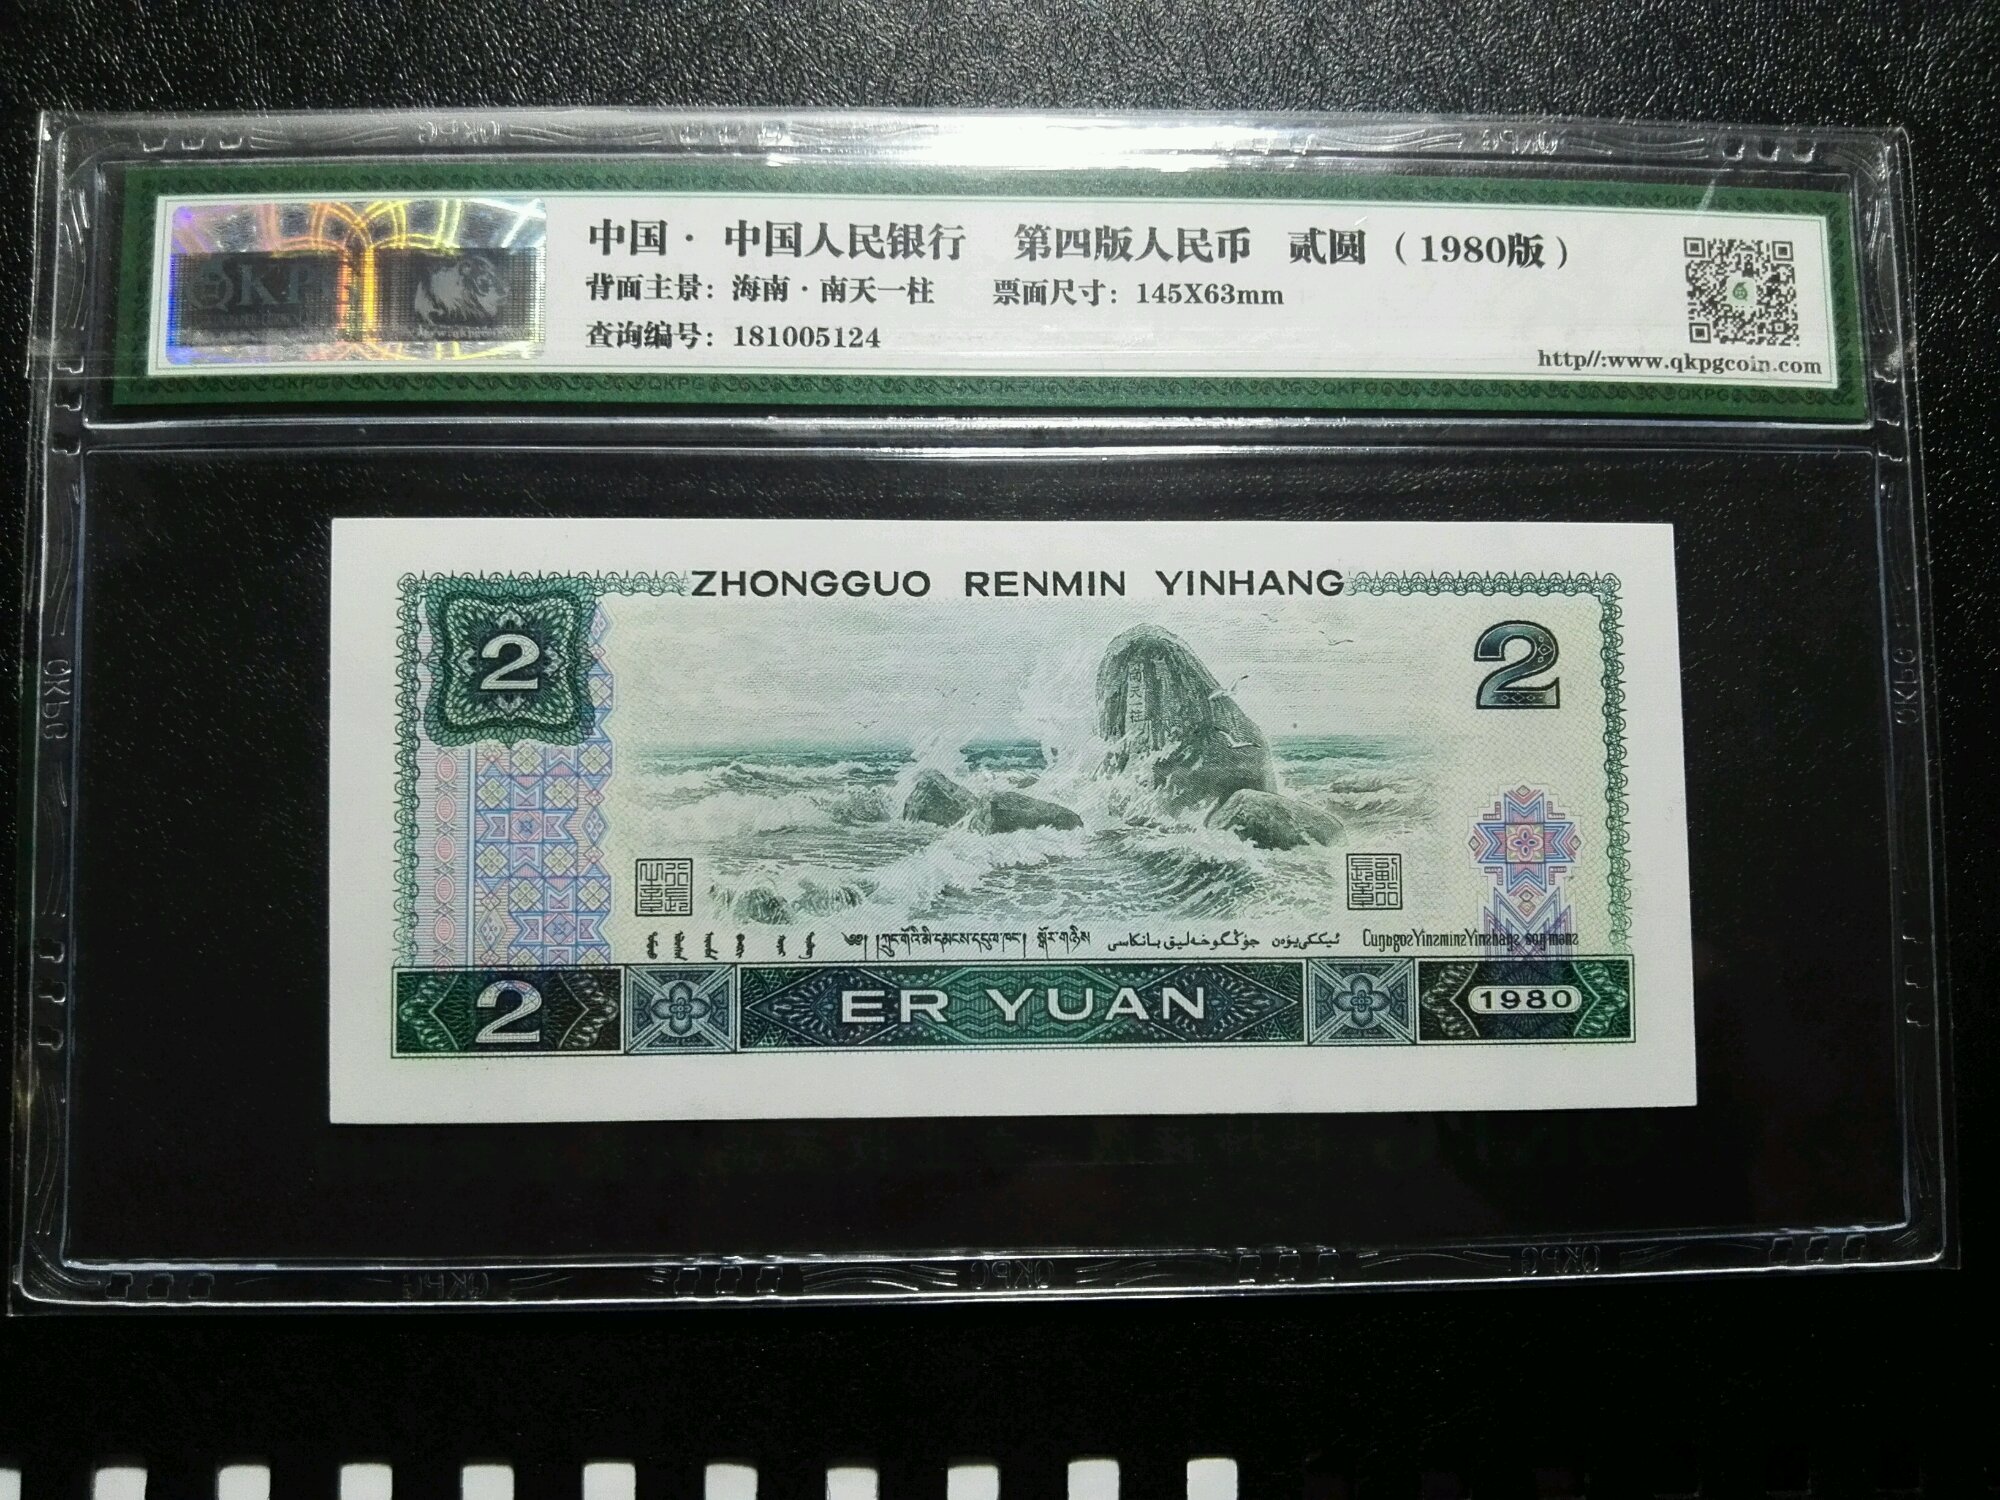 中国 · 中国人民银行 第四版人民币 贰圆（1980版）
背面主景：海南 · 南天一柱 票面尺寸：145X63mm
查询编号：181005124
http//:www.qkpgcoin.com
ZHONGGUO RENMIN YINHANG
2
2
2
ER YUAN
1980